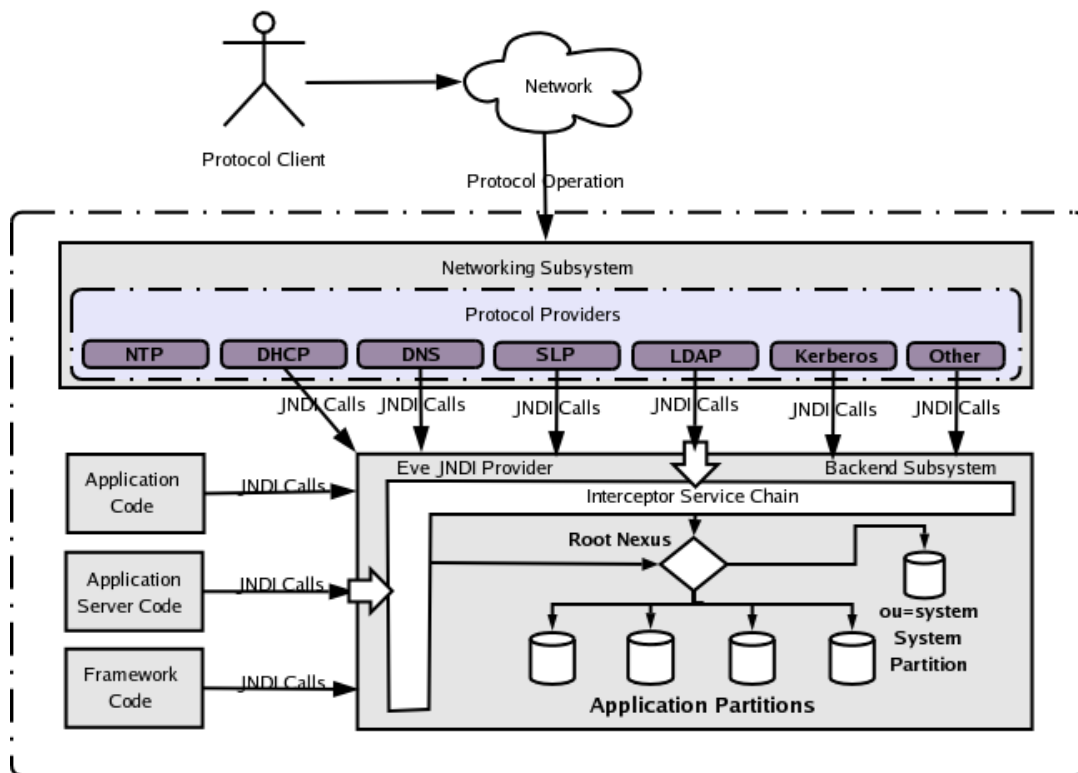 Network
Protocol Client
Protocol Operation
Networking Subsystem
Protocol Providers
NTP
DHCP
DNS
SLP
LDAP
Kerberos
Other
JNDI Calls
JNDI Calls
JNDI Calls
JNDI Calls
JNDI Calls
JNDI Calls
Eve JNDI Provider
Backend Subsystem
Application
Code
JNDI Calls
Interceptor Service Chain
Root Nexus
Application
Server Code
JNDI Calls
ou=system
System
Partition
Framework
Code
JNDI Calls
Application Partitions